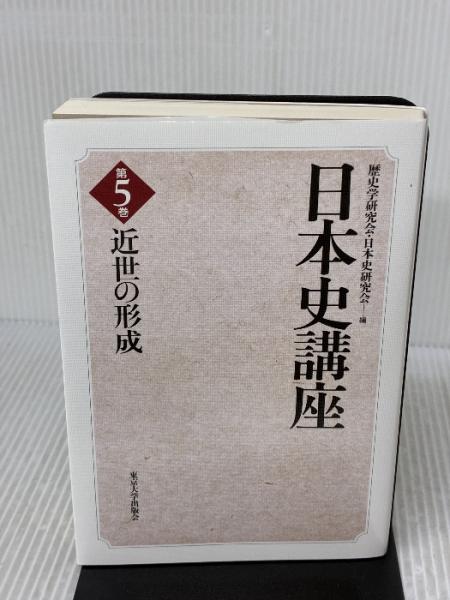 歴史学研究会・日本史研究会―編
日本史講座
第5巻
近世の形成
東京大学出版会